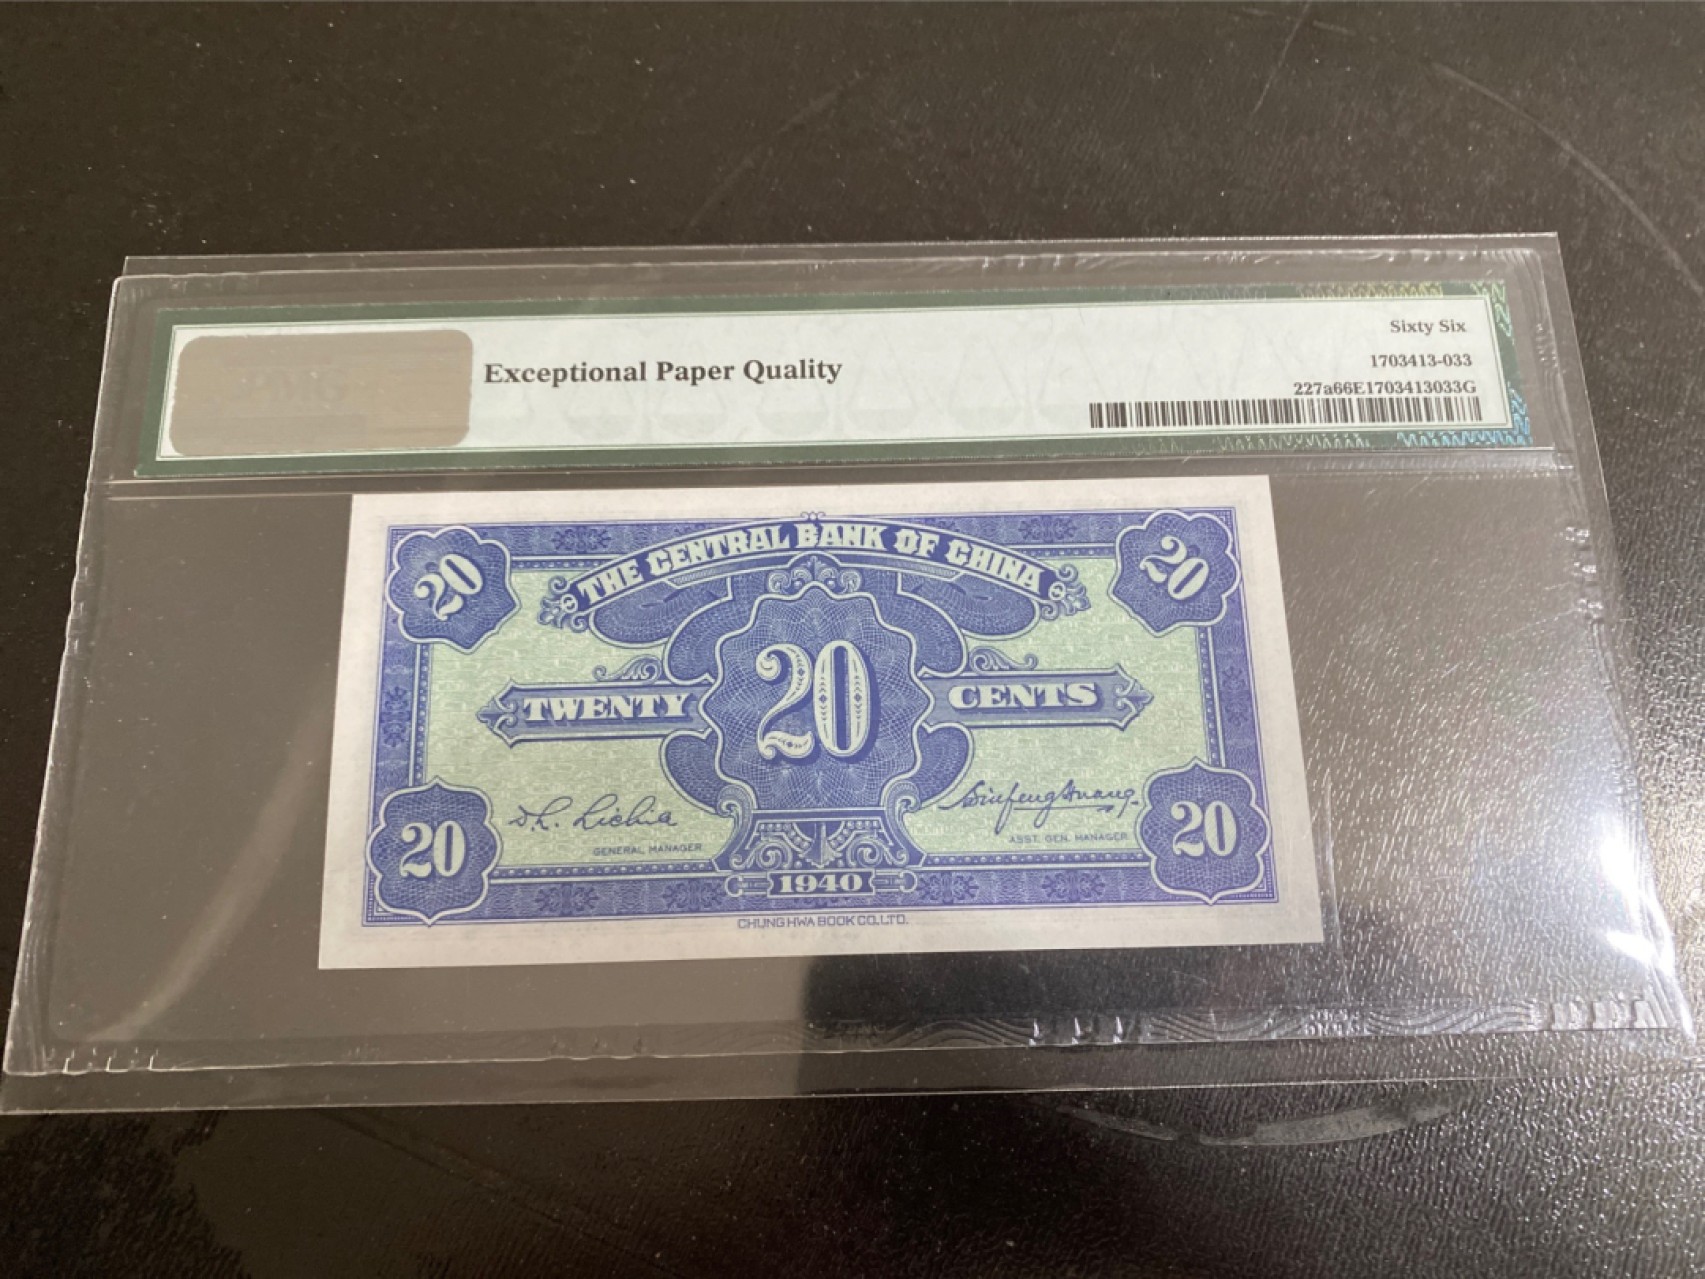 Sixty Six
Exceptional Paper Quality
1703413-033
227a66E1703413033G
THE CENTRAL BANK OF CHINA
20
20
20
TWENTY
CENTS
GENERAL MANAGER
ASST. GEN. MANAGER
20
20
1940
CHUNG HWA BOOK CO.,LTD.